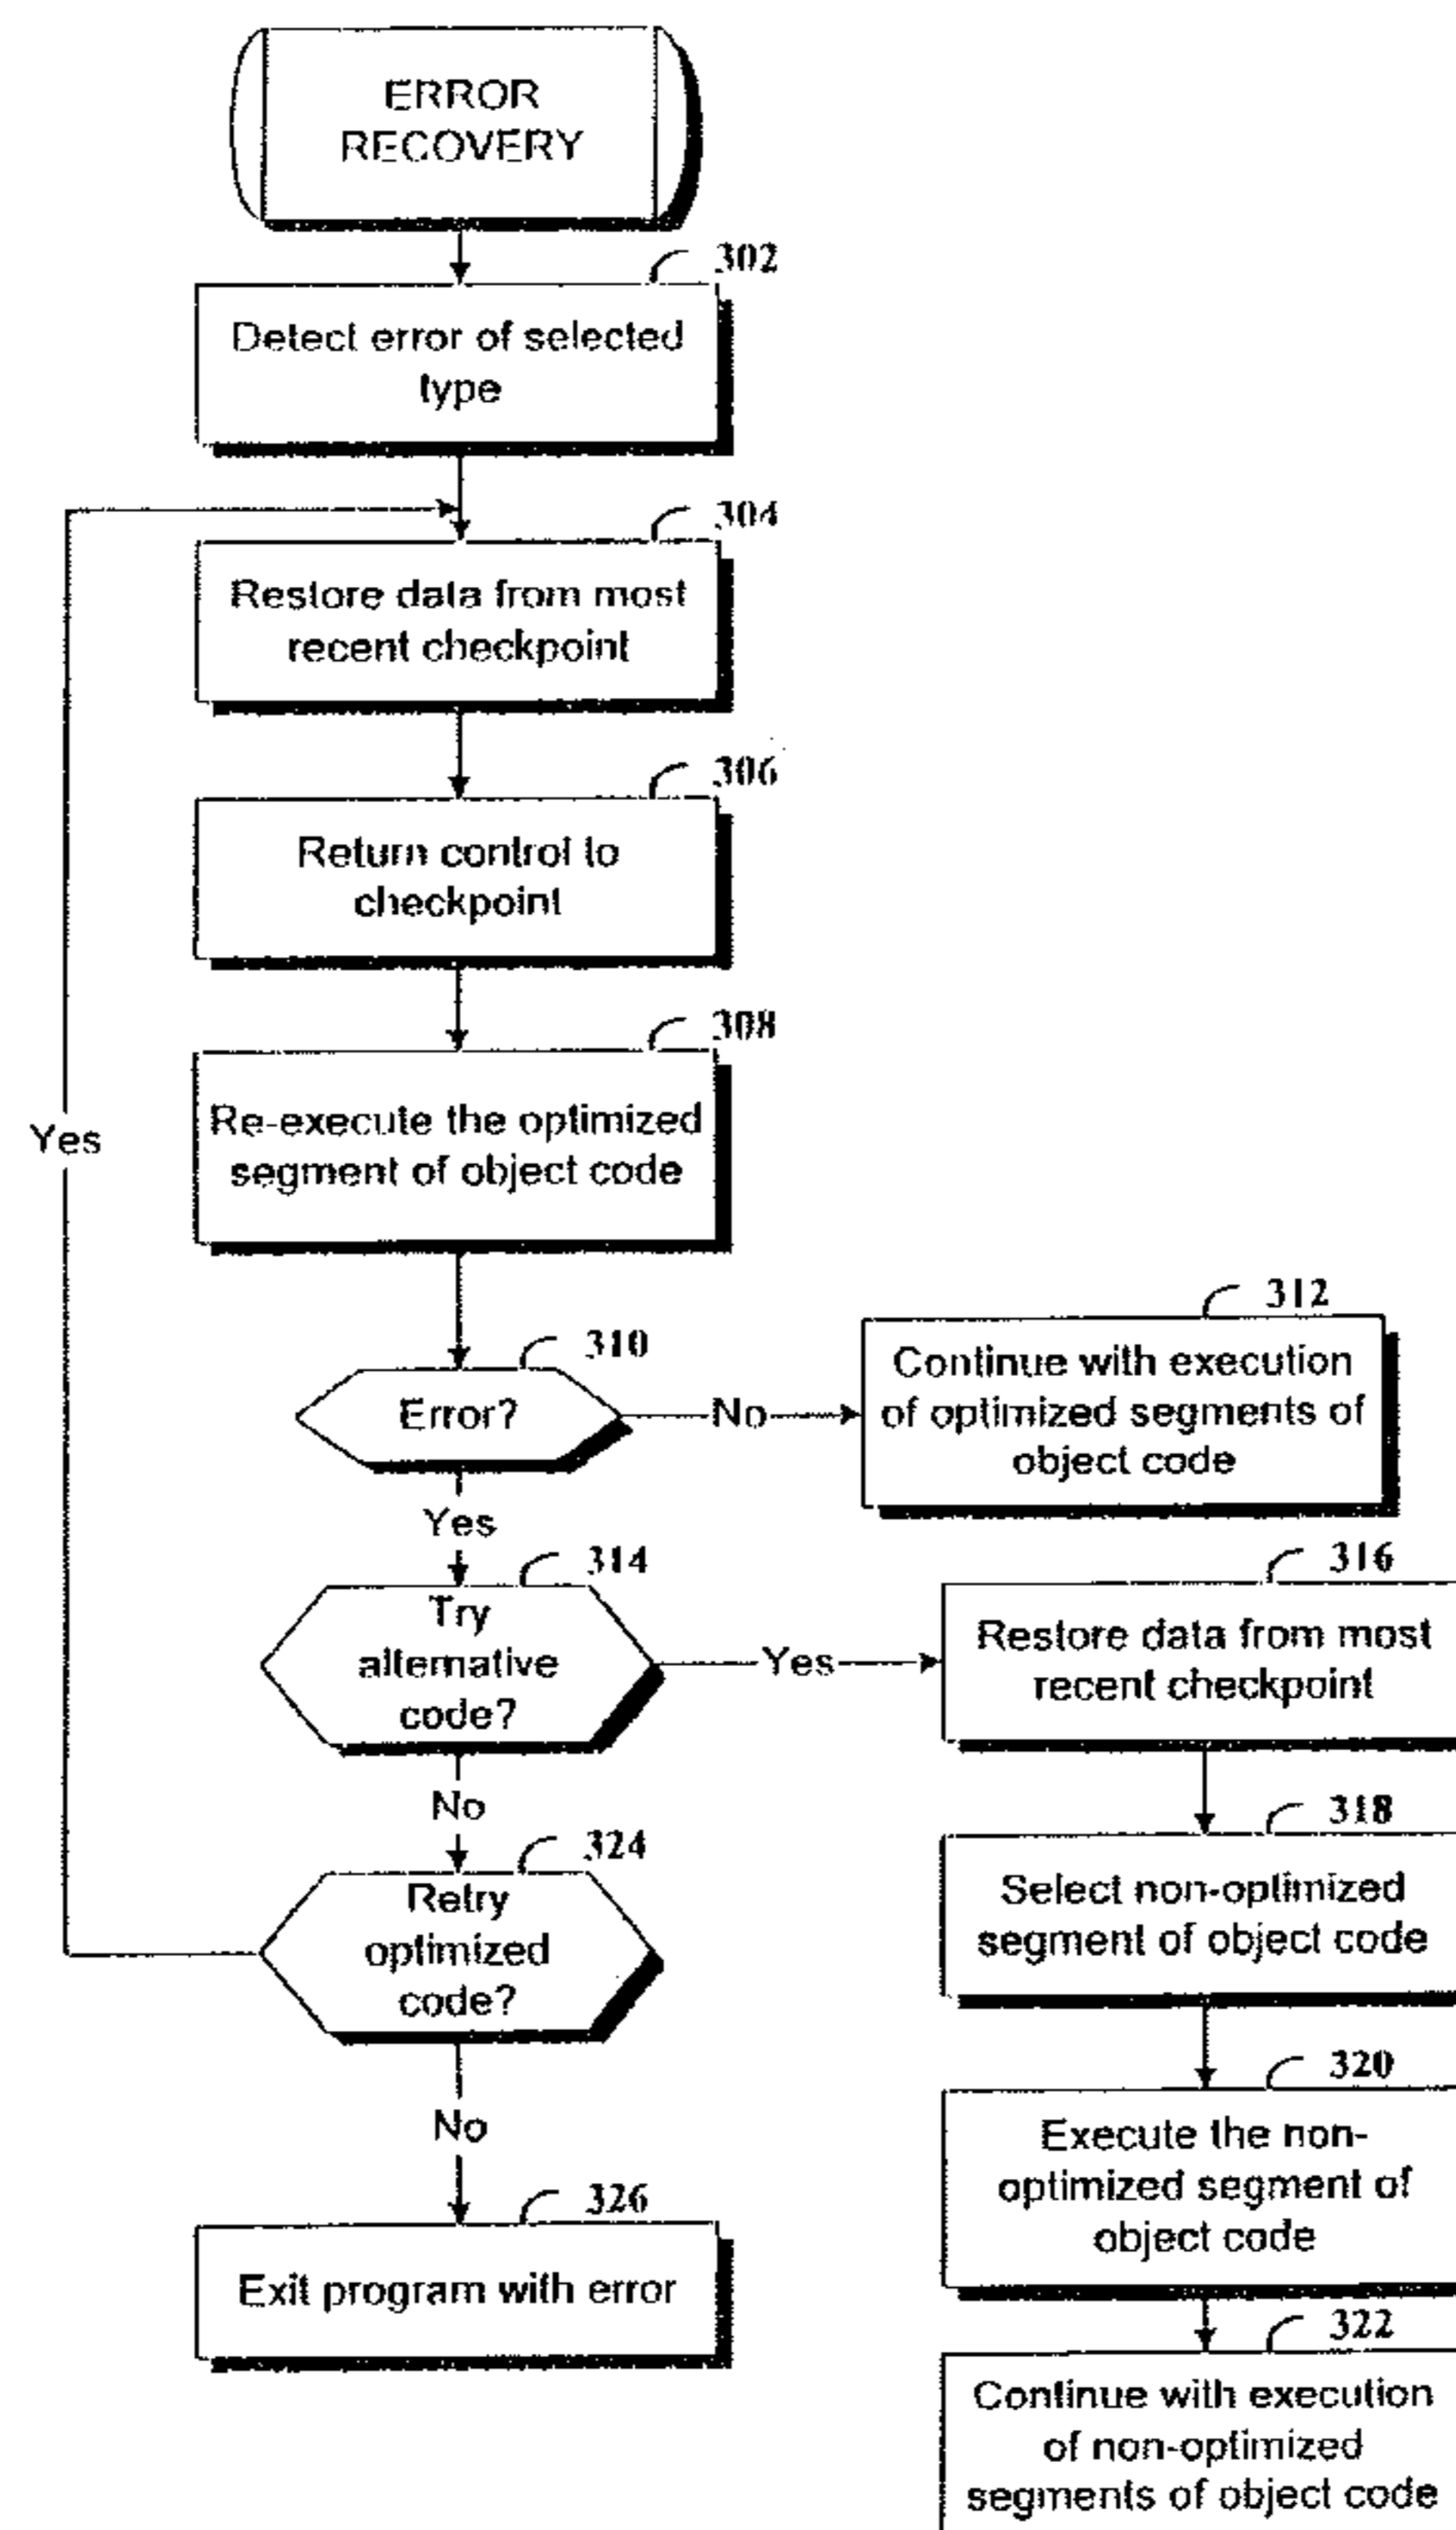 ERROR
RECOVERY
302
Detect error of selected
type
304
Restore data from most
recent checkpoint
306
Return control to
checkpoint
308
Re-execute the optimized
segment of object code
Yes
310
Error?
No
312
Continue with execution
of optimized segments of
object code
Yes
314
Try
alternative
code?
Yes
316
Restore data from most
recent checkpoint
318
Select non-optimized
segment of object code
320
Execute the non-
optimized segment of
object code
322
Continue with execution
of non-optimized
segments of object code
No
324
Retry
optimized
code?
No
326
Exit program with error